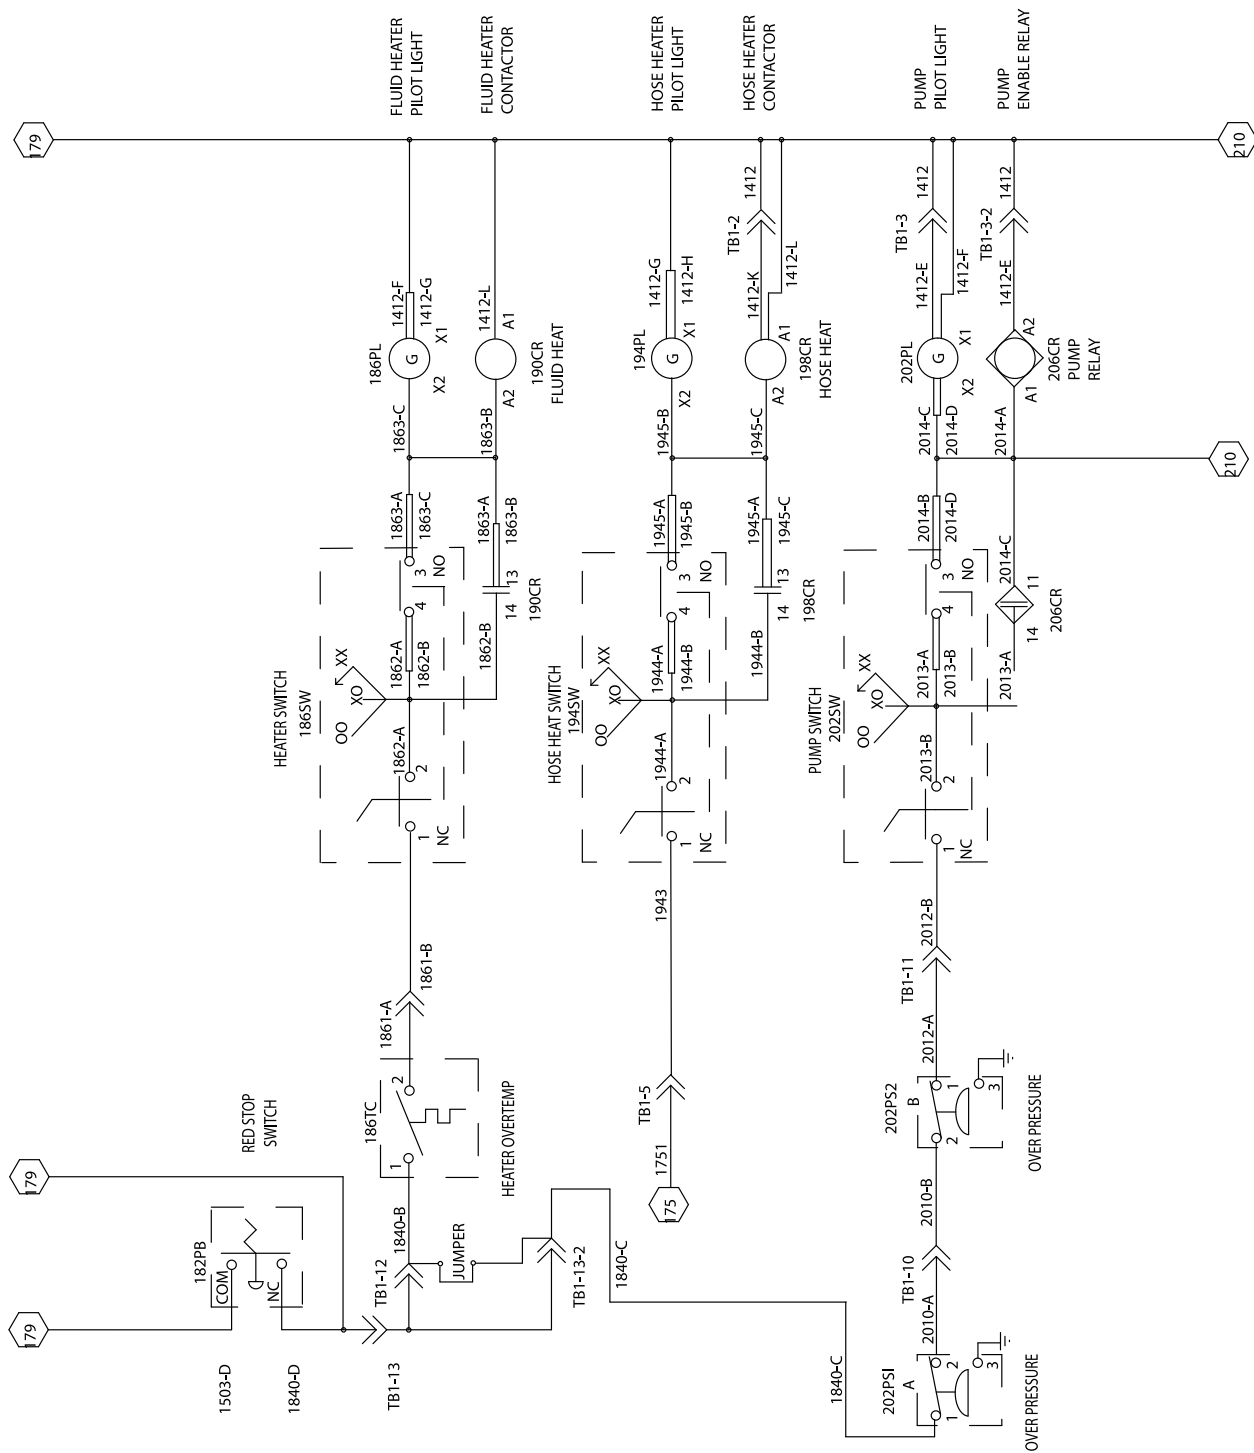 179
179
179
182PB
COM
NC
RED STOP
SWITCH
1503-D
1840-D
TB1-13
TB1-12
1840-B
JUMPER
TB1-13-2
1840-C
1840-C
186TC
1
2
HEATER OVERTEMP
1861-A
1861-B
HEATER SWITCH
186SW
OO
XO
XX
1
NC
2
1862-A
1862-A
1862-B
4
3
NO
1863-A
1863-C
1862-B
14
13
190CR
1863-A
1863-B
1863-C
186PL
G
X2
X1
1412-F
1412-G
FLUID HEATER
PILOT LIGHT
1863-B
A2
A1
190CR
FLUID HEAT
1412-L
FLUID HEATER
CONTACTOR
175
1751
TB1-5
1943
HOSE HEAT SWITCH
194SW
OO
XO
XX
1
NC
2
1944-A
1944-A
1944-B
4
3
NO
1945-A
1945-B
1944-B
14
13
198CR
1945-A
1945-C
1945-B
194PL
G
X2
X1
1412-G
1412-H
HOSE HEATER
PILOT LIGHT
1945-C
A2
A1
198CR
HOSE HEAT
1412-K
1412-L
TB1-2
1412
HOSE HEATER
CONTACTOR
202PSI
A
1
2
3
OVER PRESSURE
2010-A
TB1-10
2010-B
202PS2
B
2
1
3
OVER PRESSURE
2012-A
TB1-11
2012-B
PUMP SWITCH
202SW
OO
XO
XX
1
NC
2
2013-B
2013-A
2013-B
4
3
NO
2014-B
2014-D
2013-A
14
11
206CR
2014-C
2014-C
2014-D
202PL
G
X2
X1
1412-E
1412-F
TB1-3
1412
PUMP
PILOT LIGHT
2014-A
A1
A2
206CR
PUMP
RELAY
1412-E
TB1-3-2
1412
PUMP
ENABLE RELAY
210
210